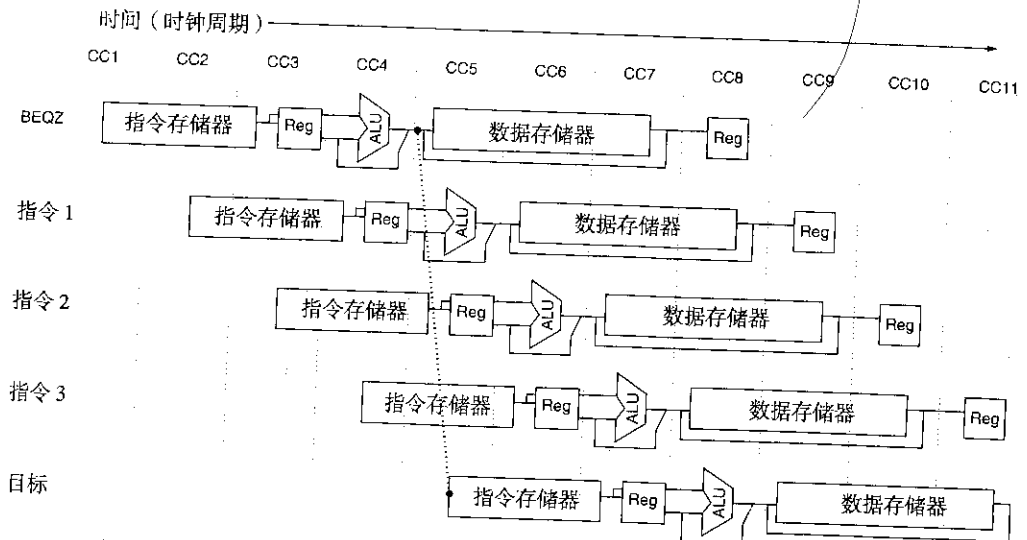 时间（时钟周期）
CC1 CC2 CC3 CC4 CC5 CC6 CC7 CC8 CC9 CC10 CC11
BEQZ 指令存储器 Reg ALU 数据存储器 Reg
指令 1 指令存储器 Reg ALU 数据存储器 Reg
指令 2 指令存储器 Reg ALU 数据存储器 Reg
指令 3 指令存储器 Reg ALU 数据存储器 Reg
目标 指令存储器 Reg ALU 数据存储器